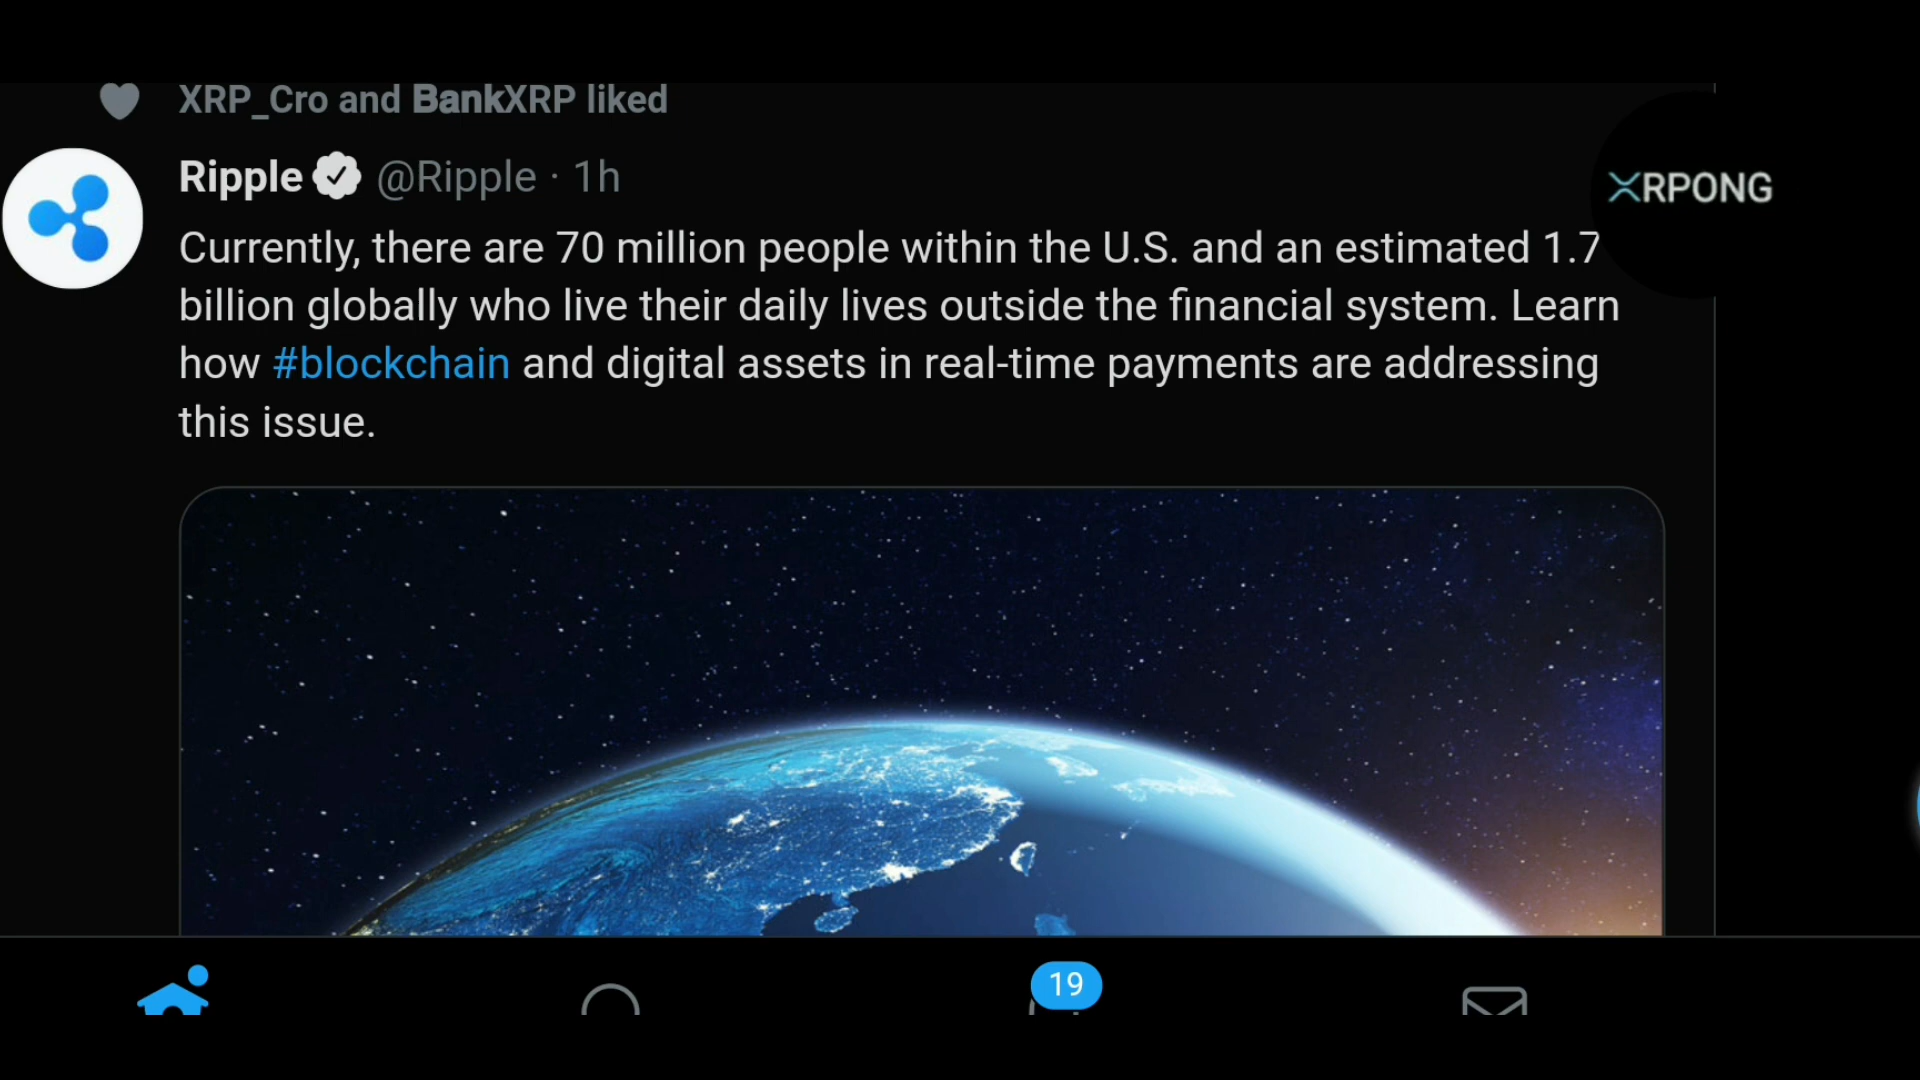 XRP_Cro and BankXRP liked
Ripple @Ripple · 1h
XRPONG
Currently, there are 70 million people within the U.S. and an estimated 1.7
billion globally who live their daily lives outside the financial system. Learn
how #blockchain and digital assets in real-time payments are addressing
this issue.
19